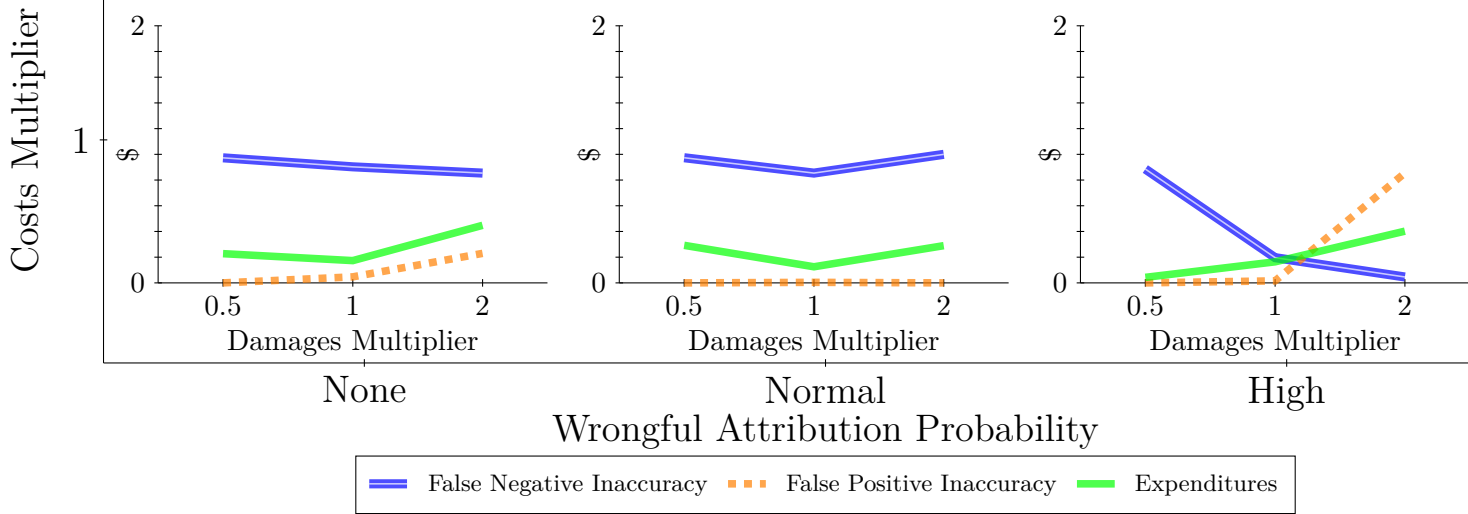 Costs Multiplier
1
2
$
0
0.5 1 2
Damages Multiplier
2
$
0
0.5 1 2
Damages Multiplier
2
$
0
0.5 1 2
Damages Multiplier
None Normal High
Wrongful Attribution Probability
False Negative Inaccuracy False Positive Inaccuracy Expenditures